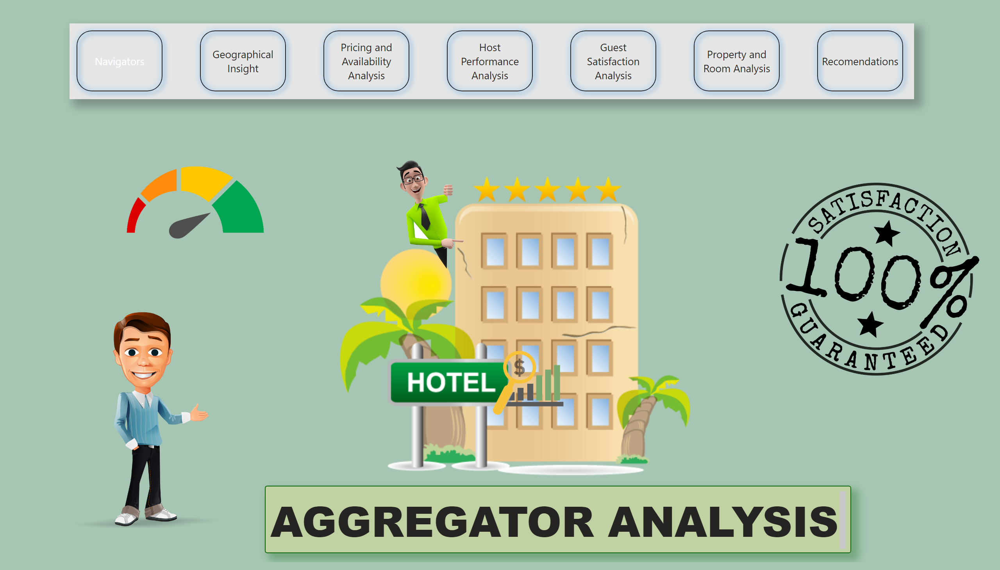 Navigators
Geographical
Insight
Pricing and
Availability
Analysis
Host
Performance
Analysis
Guest
Satisfaction
Analysis
Property and
Room Analysis
Recomendations
SATISFACTION
100%
GUARANTEED
$
HOTEL
AGGREGATOR ANALYSIS